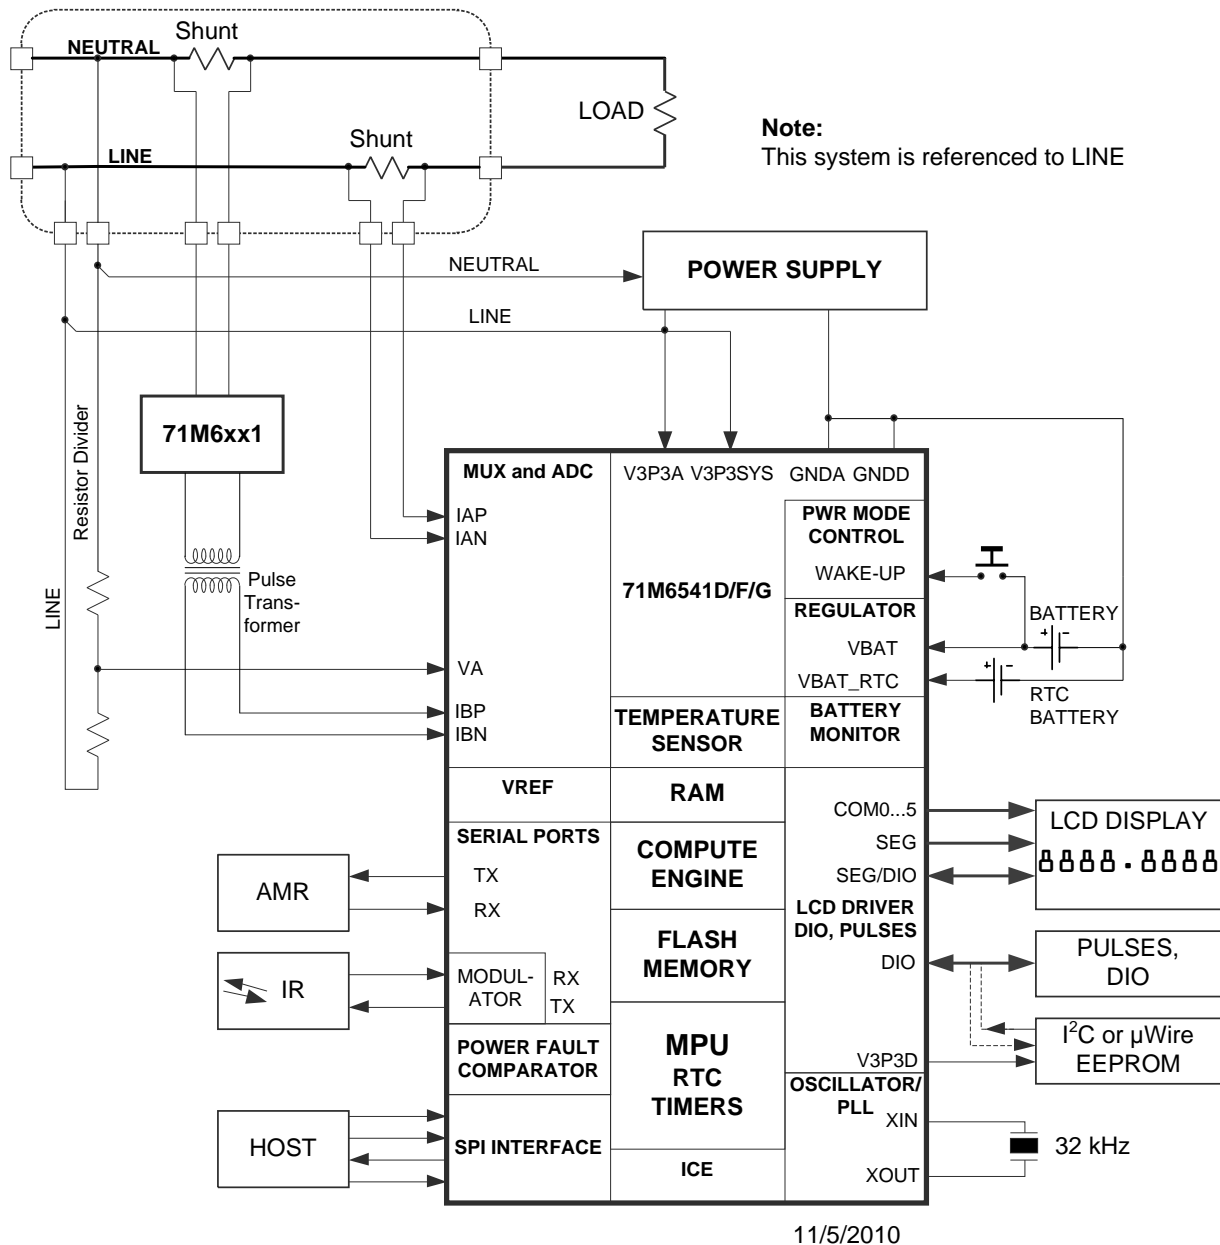 Shunt
NEUTRAL
LOAD
Note:
This system is referenced to LINE
Shunt
LINE
NEUTRAL
POWER SUPPLY
LINE
Resistor Divider
LINE
71M6xx1
Pulse
Trans-
former
MUX and ADC
V3P3A V3P3SYS GNDA GNDD
IAP
IAN
PWR MODE
CONTROL
WAKE-UP
71M6541D/F/G
REGULATOR
BATTERY
+ -
VBAT
VA
VBAT_RTC
+ -
RTC
BATTERY
IBP
IBN
TEMPERATURE
SENSOR
BATTERY
MONITOR
VREF
RAM
COM0...5
LCD DISPLAY
SERIAL PORTS
COMPUTE
ENGINE
SEG
8888.8888
SEG/DIO
TX
RX
AMR
LCD DRIVER
DIO, PULSES
FLASH
MEMORY
DIO
PULSES,
DIO
IR
MODUL-
ATOR
RX
TX
I²C or µWire
EEPROM
POWER FAULT
COMPARATOR
MPU
RTC
TIMERS
V3P3D
OSCILLATOR/
PLL
XIN
HOST
SPI INTERFACE
32 kHz
ICE
XOUT
11/5/2010